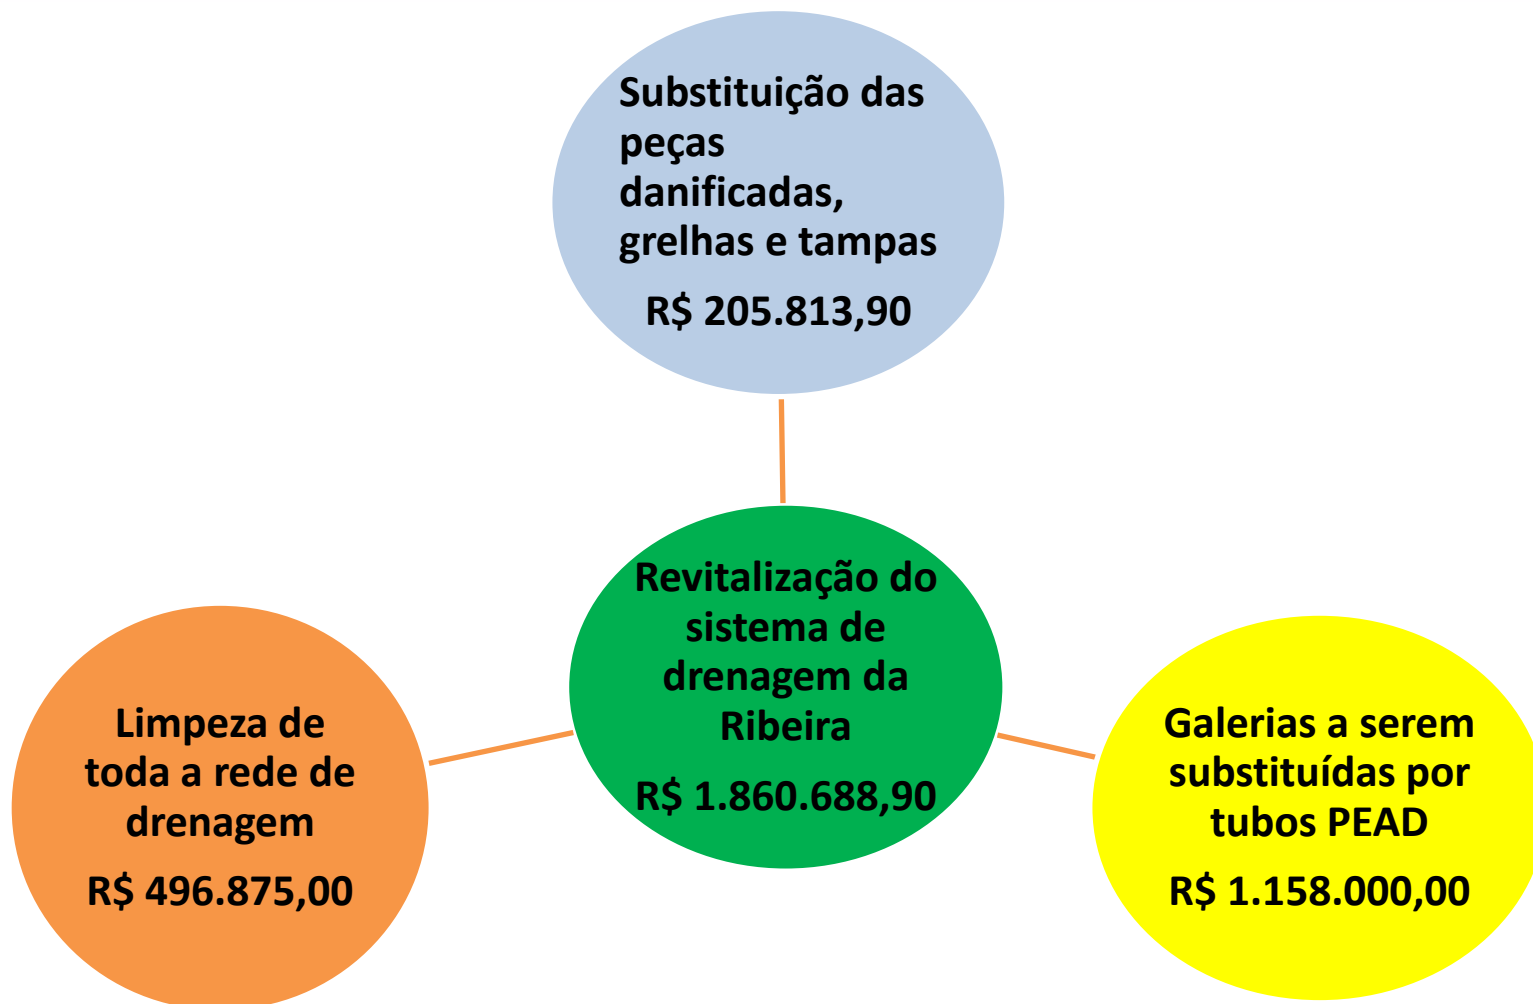 Substituição das
peças
danificadas,
grelhas e tampas
R$ 205.813,90
Revitalização do
sistema de
drenagem da
Ribeira
R$ 1.860.688,90
Limpeza de
toda a rede de
drenagem
R$ 496.875,00
Galerias a serem
substituídas por
tubos PEAD
R$ 1.158.000,00